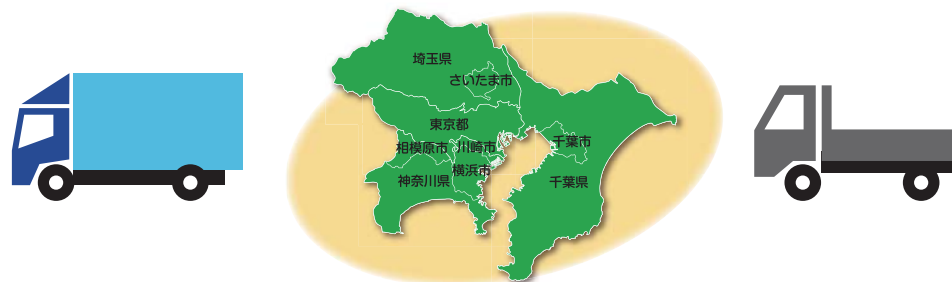 埼玉県
さいたま市
東京都
相模原市
川崎市
千葉市
横浜市
神奈川県
千葉県